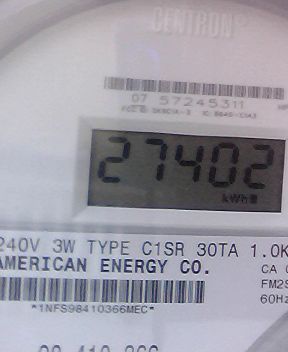 CENTRON
07 57245311
27402
kWh
240V 3W TYPE C1SR 30TA 1.0K
AMERICAN ENERGY CO. CA
FM2S
60Hz
*1NFS98410366MEC*